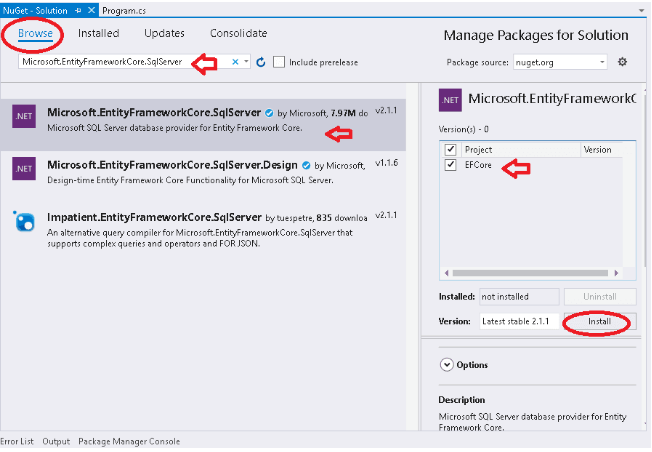 NuGet - Solution
Program.cs
Browse Installed Updates Consolidate
Manage Packages for Solution
Microsoft.EntityFrameworkCore.SqlServer
Include prerelease
Package source: nuget.org
.NET
Microsoft.EntityFrameworkCore.SqlServer by Microsoft, 7.97M do v2.1.1
Microsoft SQL Server database provider for Entity Framework Core.
.NET
Microsoft.EntityFrameworkCore.SqlServer.Design by Microsoft, v1.1.6
Design-time Entity Framework Core Functionality for Microsoft SQL Server.
Impatient.EntityFrameworkCore.SqlServer by tuespetre, 835 downloa v2.1.1
An alternative query compiler for Microsoft.EntityFrameworkCore.SqlServer that
supports complex queries and operators and FOR JSON.
.NET
Microsoft.EntityFrameworkC
Version(s) - 0
Project Version
EFCore
Installed: not installed Uninstall
Version: Latest stable 2.1.1 Install
Options
Description
Microsoft SQL Server database provider for Entity
Framework Core.
Error List Output Package Manager Console